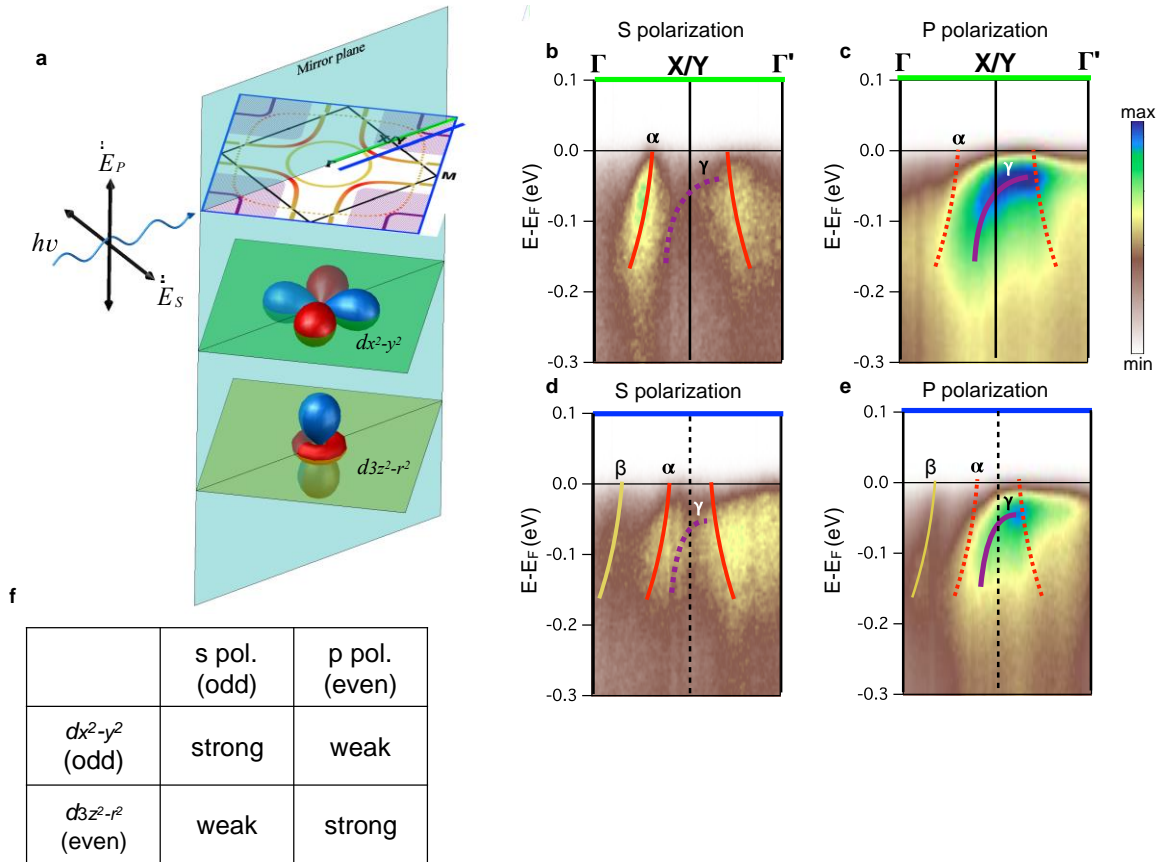 a
Mirror plane
Γ
X/Y
M
E_P
hν
E_S
dx²-y²
d3z²-r²
b
S polarization
Γ
X/Y
Γ'
0.1
0.0
-0.1
-0.2
-0.3
E-E_F (eV)
α
γ
c
P polarization
Γ
X/Y
Γ'
0.1
0.0
-0.1
-0.2
-0.3
E-E_F (eV)
α
γ
max
min
d
S polarization
0.1
0.0
-0.1
-0.2
-0.3
E-E_F (eV)
β
α
γ
e
P polarization
0.1
0.0
-0.1
-0.2
-0.3
E-E_F (eV)
β
α
γ
f
s pol.
(odd)
p pol.
(even)
dx²-y²
(odd)
strong
weak
d3z²-r²
(even)
weak
strong